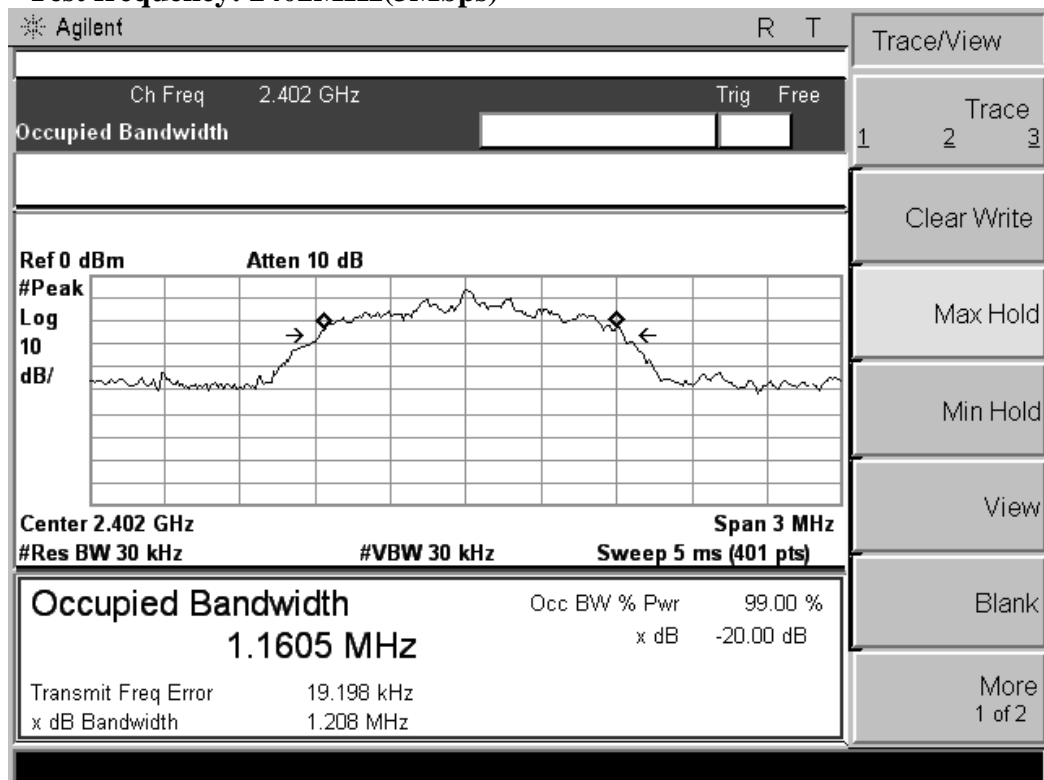 Test frequency: 2402MHz(3Mbps)
Agilent R T
Trace/View
Ch Freq 2.402 GHz Trig Free
Occupied Bandwidth
Trace
1 2 3
Clear Write
Ref 0 dBm Atten 10 dB
#Peak
Log
10
dB/
Max Hold
Min Hold
View
Center 2.402 GHz Span 3 MHz
#Res BW 30 kHz #VBW 30 kHz Sweep 5 ms (401 pts)
Occupied Bandwidth
1.1605 MHz
Occ BW % Pwr 99.00 %
x dB -20.00 dB
Transmit Freq Error 19.198 kHz
x dB Bandwidth 1.208 MHz
Blank
More
1 of 2